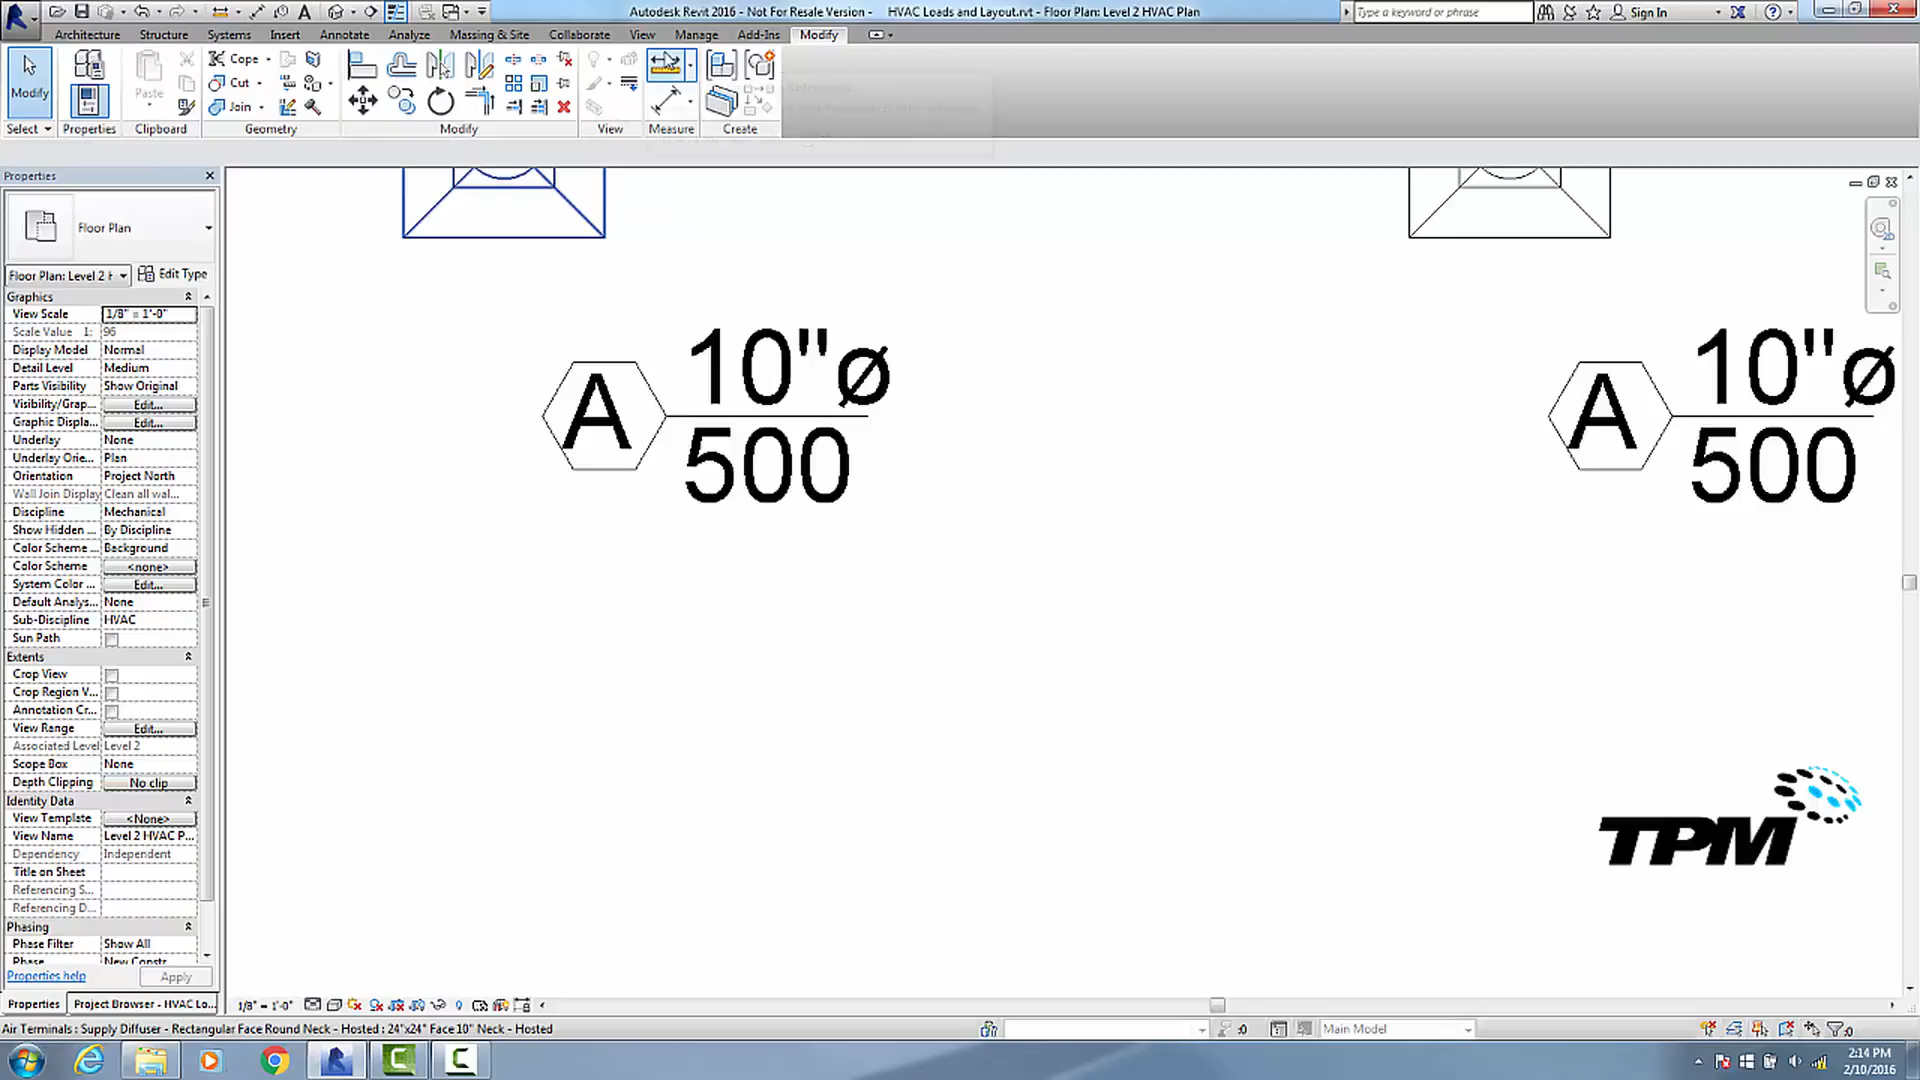 Autodesk Revit 2016 - Not For Resale Version - HVAC Loads and Layout.rvt - Floor Plan: Level 2 HVAC Plan
Type a keyword or phrase
Sign In
Architecture Structure Systems Insert Annotate Analyze Massing & Site Collaborate View Manage Add-Ins Modify
Modify
Paste
Cope
Cut
Join
Select Properties Clipboard Geometry Modify View Measure Create
Properties
Floor Plan
Floor Plan: Level 2 H Edit Type
Graphics
View Scale 1/8" = 1'-0"
Scale Value 1: 96
Display Model Normal
Detail Level Medium
Parts Visibility Show Original
Visibility/Grap... Edit...
Graphic Displa... Edit...
Underlay None
Underlay Orie... Plan
Orientation Project North
Wall Join Display Clean all wal...
Discipline Mechanical
Show Hidden ... By Discipline
Color Scheme ... Background
Color Scheme <none>
System Color ... Edit...
Default Analys... None
Sub-Discipline HVAC
Sun Path
Extents
Crop View
Crop Region V...
Annotation Cr...
View Range Edit...
Associated Level Level 2
Scope Box None
Depth Clipping No clip
Identity Data
View Template <None>
View Name Level 2 HVAC P...
Dependency Independent
Title on Sheet
Referencing S...
Referencing D...
Phasing
Phase Filter Show All
Phase New Constr
Properties help Apply
Properties Project Browser - HVAC Lo...
A 10"ø
500
A 10"ø
500
TPM
1/8" = 1'-0"
Air Terminals : Supply Diffuser - Rectangular Face Round Neck - Hosted : 24"x24" Face 10" Neck - Hosted
:0 Main Model :0
2:14 PM
2/10/2016